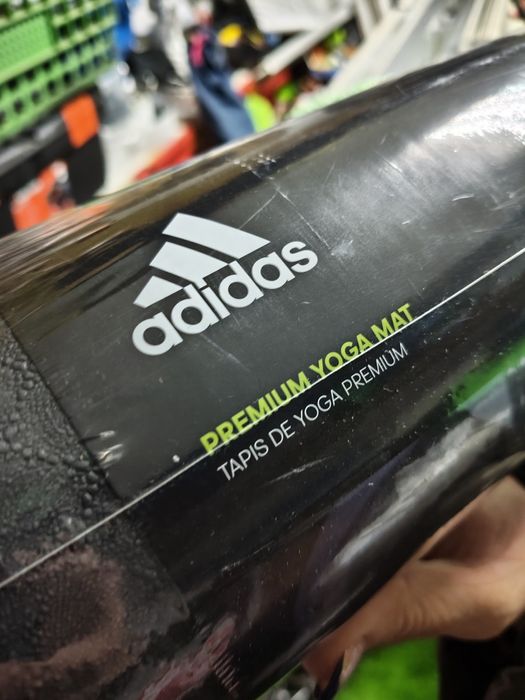 adidas
PREMIUM YOGA MAT
TAPIS DE YOGA PREMIUM